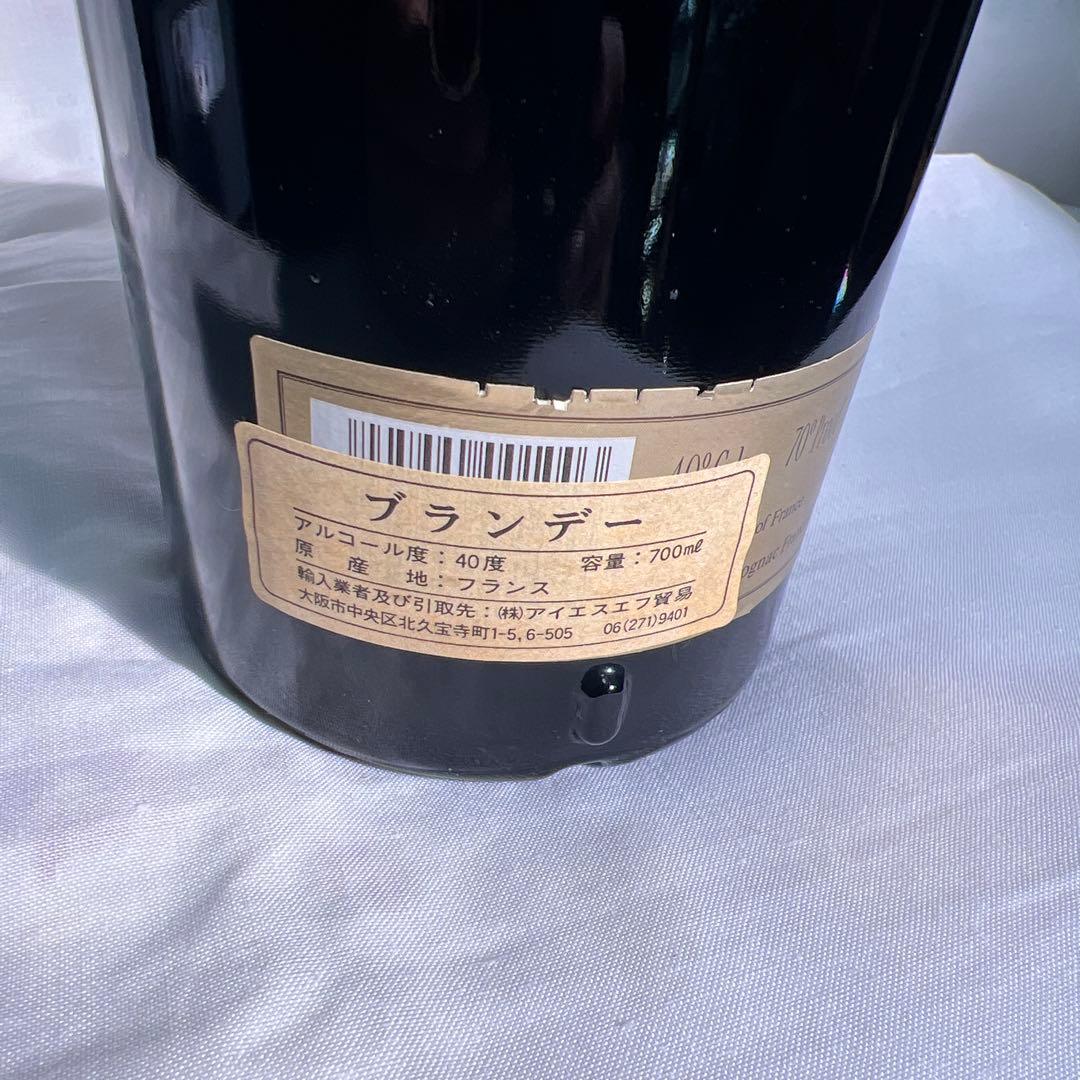 ブランデー
アルコール度：40度　容量：700mℓ
原産地：フランス
輸入業者及び引取先：(株)アイエスエフ貿易
大阪市中央区北久宝寺町1-5,6-505　06(271)9401
40°G.L. 70°
of France